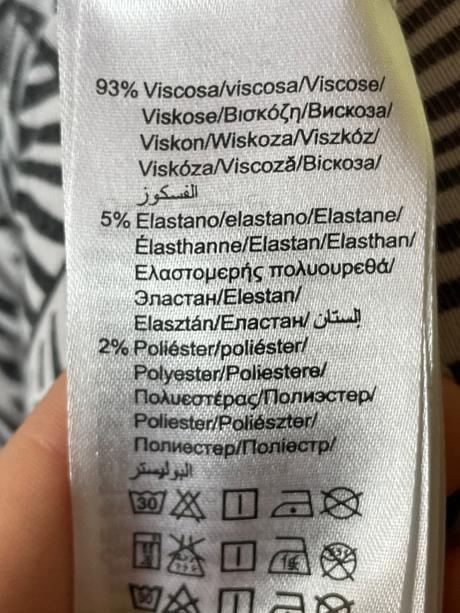 93% Viscosa/viscosa/Viscose/
Viskose/Βισκόζη/Вискоза/
Viskon/Wiskoza/Viszkóz/
Viskóza/Viscoză/Віскоза/
الفسكوز
5% Elastano/elastano/Elastane/
Élasthanne/Elastan/Elasthan/
Ελαστομερής πολυουρεθά/
Эластан/Elestan/
Elasztán/Еластан/إلستان
2% Poliéster/poliéster/
Polyester/Poliestere/
Πολυεστέρας/Полиэстер/
Poliester/Poliészter/
Полиестер/Поліестр/
البوليستر
30